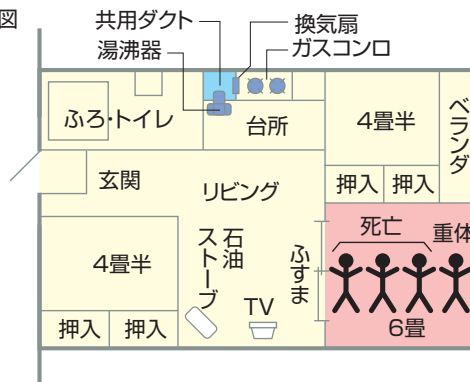 図
共用ダクト
換気扇
湯沸器
ガスコンロ
ふろ・トイレ
台所
4畳半
ベランダ
玄関
リビング
押入
押入
死亡
重体
4畳半
石油
ストーブ
ふすま
TV
6畳
押入
押入